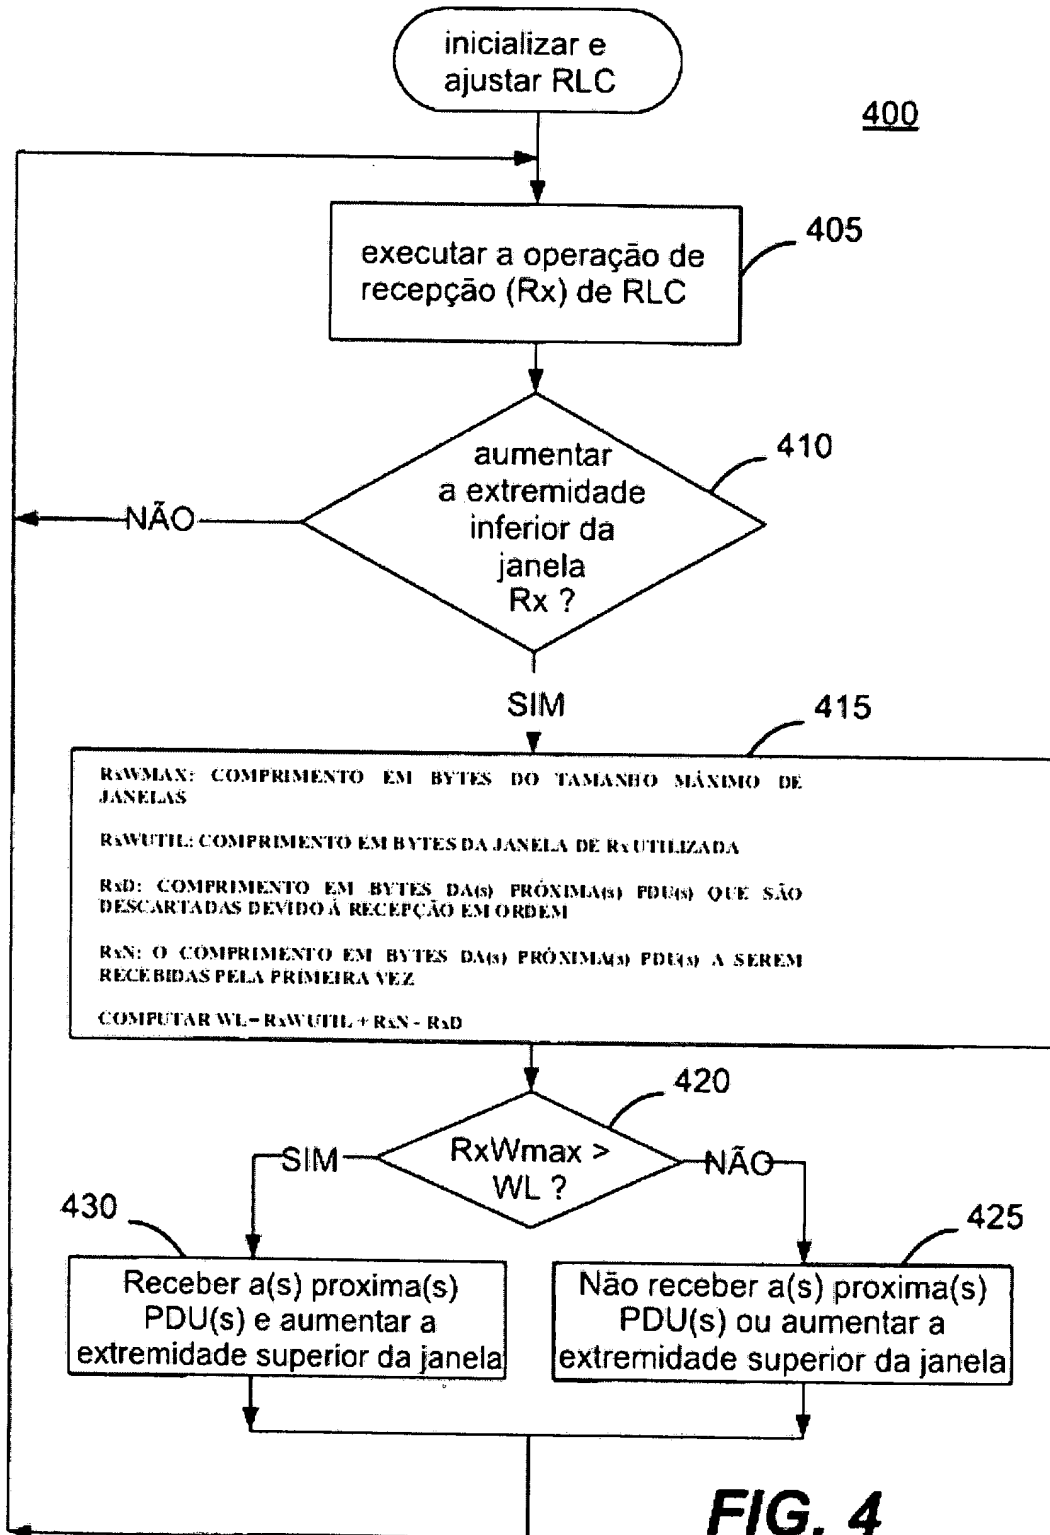 inicializar e
ajustar RLC
400
405
executar a operação de
recepção (Rx) de RLC
410
aumentar
a extremidade
inferior da
janela
Rx ?
NÃO
SIM
415
RxWMAX: COMPRIMENTO EM BYTES DO TAMANHO MÁXIMO DE
JANELAS
RxWUTIL: COMPRIMENTO EM BYTES DA JANELA DE Rx UTILIZADA
RxD: COMPRIMENTO EM BYTES DA(s) PRÓXIMA(s) PDU(s) QUE SÃO
DESCARTADAS DEVIDO À RECEPÇÃO EM ORDEM
RxN: O COMPRIMENTO EM BYTES DA(s) PRÓXIMA(s) PDU(s) A SEREM
RECEBIDAS PELA PRIMEIRA VEZ
COMPUTAR WL= RxWUTIL + RxN - RxD
420
RxWmax >
WL ?
SIM
NÃO
430
425
Receber a(s) proxima(s)
PDU(s) e aumentar a
extremidade superior da janela
Não receber a(s) proxima(s)
PDU(s) ou aumentar a
extremidade superior da janela
FIG. 4